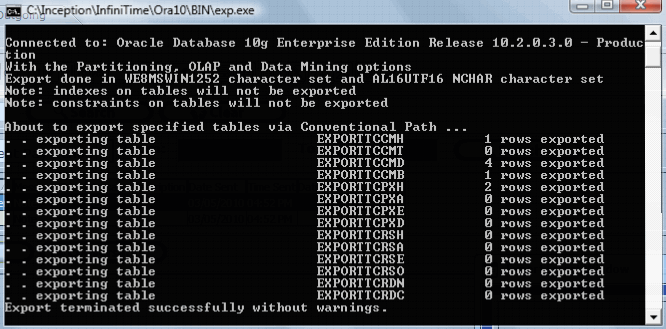 C:\Inception\InfiniTime\Ora10\BIN\exp.exe
Connected to: Oracle Database 10g Enterprise Edition Release 10.2.0.3.0 - Produc
tion
With the Partitioning, OLAP and Data Mining options
Export done in WE8MSWIN1252 character set and AL16UTF16 NCHAR character set
Note: indexes on tables will not be exported
Note: constraints on tables will not be exported
About to export specified tables via Conventional Path ...
. . exporting table EXPORTTCCMH 1 rows exported
. . exporting table EXPORTTCCMT 0 rows exported
. . exporting table EXPORTTCCMD 4 rows exported
. . exporting table EXPORTTCCMB 1 rows exported
. . exporting table EXPORTTCPXH 2 rows exported
. . exporting table EXPORTTCPXA 0 rows exported
. . exporting table EXPORTTCPXE 0 rows exported
. . exporting table EXPORTTCPXD 0 rows exported
. . exporting table EXPORTTCRSH 0 rows exported
. . exporting table EXPORTTCRSA 0 rows exported
. . exporting table EXPORTTCRSE 0 rows exported
. . exporting table EXPORTTCRSO 0 rows exported
. . exporting table EXPORTTCRDN 0 rows exported
. . exporting table EXPORTTCRDC 0 rows exported
Export terminated successfully without warnings.